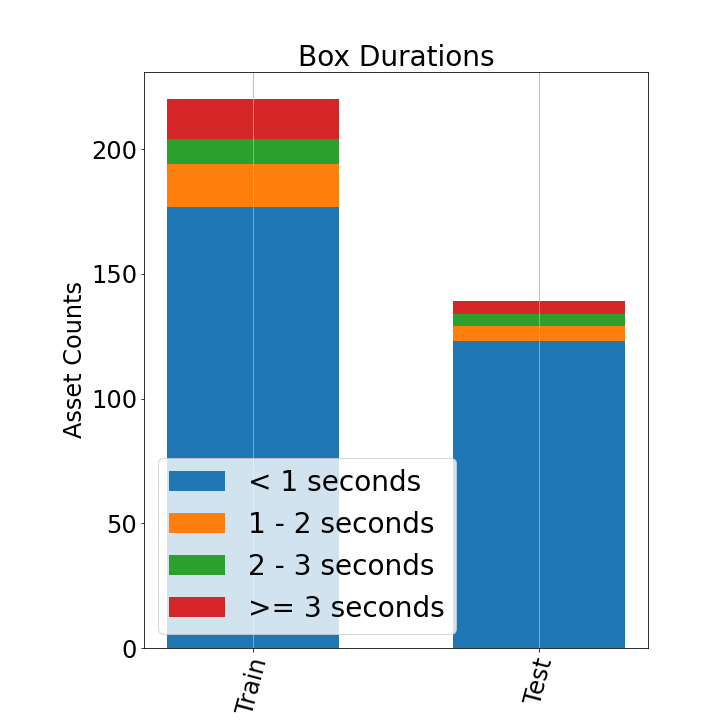 Box Durations
Asset Counts
200
150
100
50
0
< 1 seconds
1 - 2 seconds
2 - 3 seconds
>= 3 seconds
Train
Test